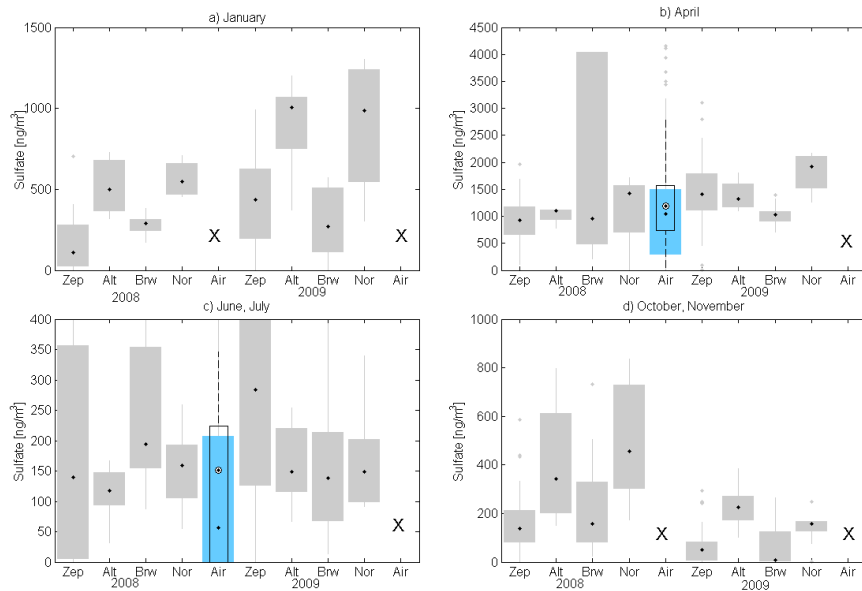 a) January
Sulfate [ng/m³]
1500
1000
500
0
Zep Alt Brw Nor Air Zep Alt Brw Nor Air
2008 2009
X X
b) April
Sulfate [ng/m³]
4500
4000
3500
3000
2500
2000
1500
1000
500
0
X
Zep Alt Brw Nor Air Zep Alt Brw Nor Air
2008 2009
c) June, July
Sulfate [ng/m³]
400
350
300
250
200
150
100
50
0
X
Zep Alt Brw Nor Air Zep Alt Brw Nor Air
2008 2009
d) October, November
Sulfate [ng/m³]
1000
800
600
400
200
0
X X
Zep Alt Brw Nor Air Zep Alt Brw Nor Air
2008 2009